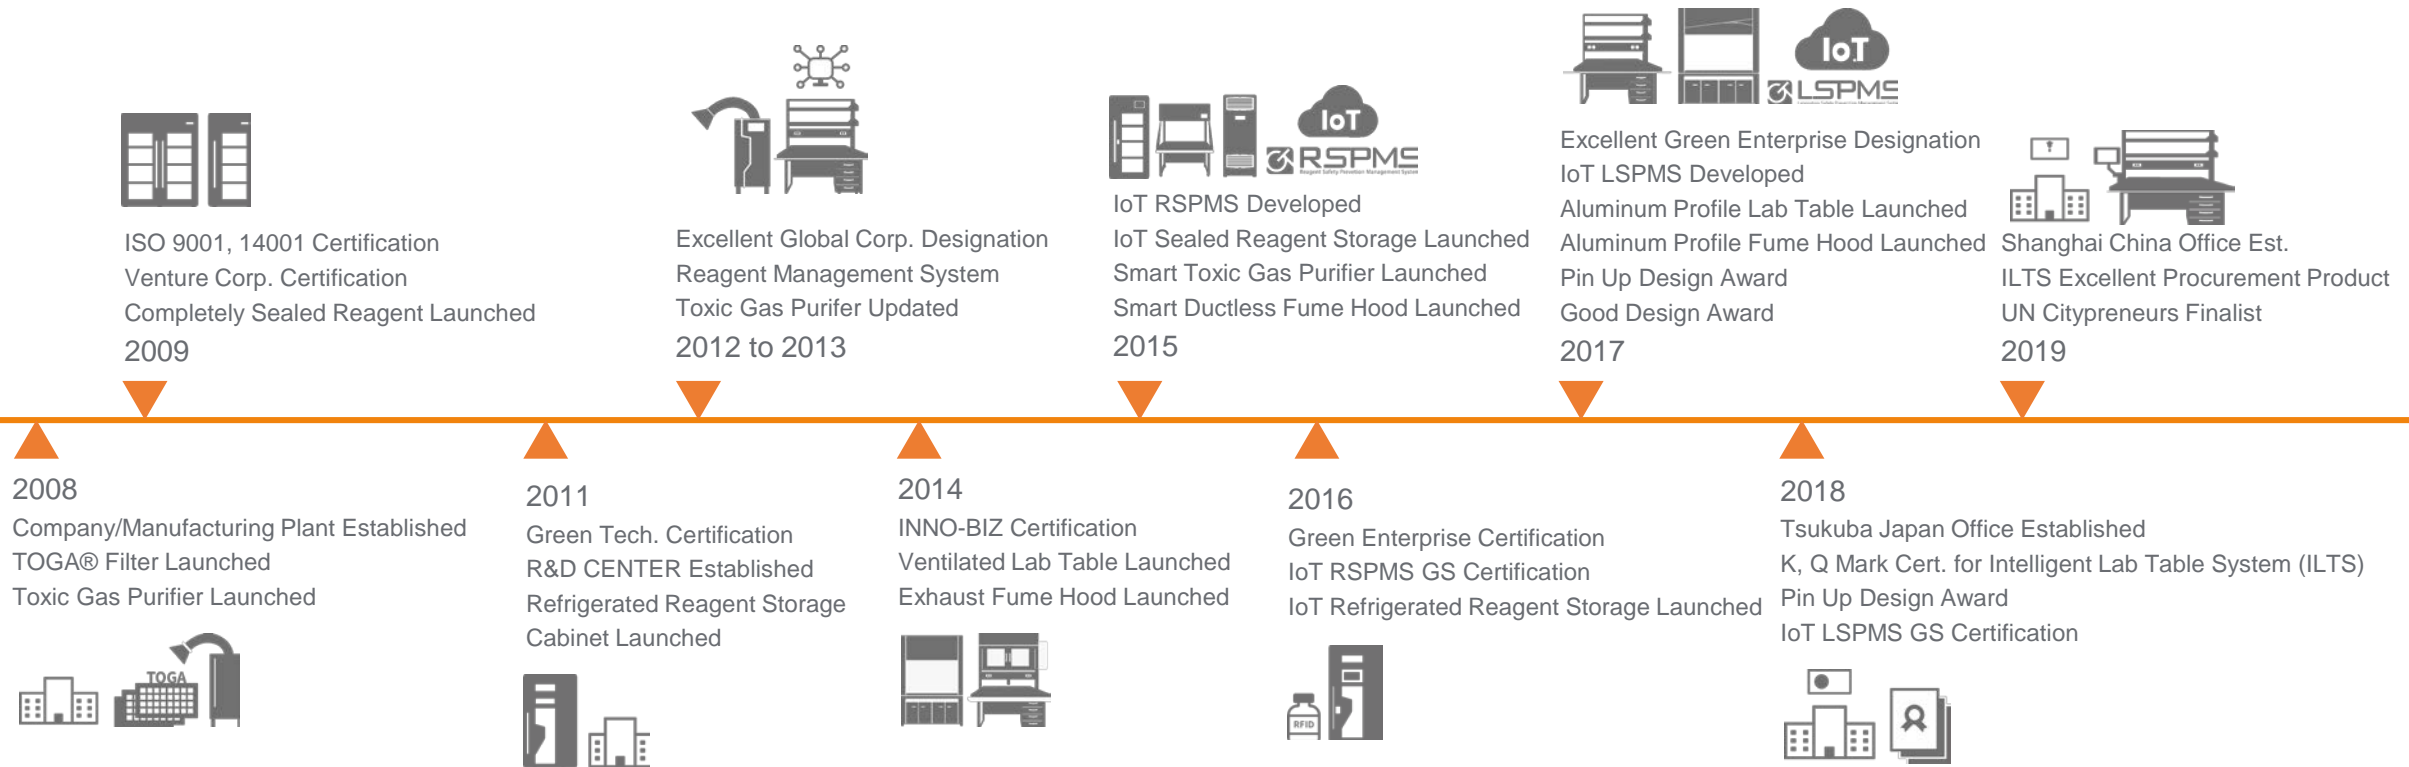 IoT
LSPMS
IoT
RSPMS
Reagent Safety Prevention Management System
ISO 9001, 14001 Certification
Venture Corp. Certification
Completely Sealed Reagent Launched
2009
Excellent Global Corp. Designation
Reagent Management System
Toxic Gas Purifer Updated
2012 to 2013
IoT RSPMS Developed
IoT Sealed Reagent Storage Launched
Smart Toxic Gas Purifier Launched
Smart Ductless Fume Hood Launched
2015
Excellent Green Enterprise Designation
IoT LSPMS Developed
Aluminum Profile Lab Table Launched
Aluminum Profile Fume Hood Launched
Pin Up Design Award
Good Design Award
2017
Shanghai China Office Est.
ILTS Excellent Procurement Product
UN Citypreneurs Finalist
2019
2008
Company/Manufacturing Plant Established
TOGA® Filter Launched
Toxic Gas Purifier Launched
TOGA
2011
Green Tech. Certification
R&D CENTER Established
Refrigerated Reagent Storage
Cabinet Launched
2014
INNO-BIZ Certification
Ventilated Lab Table Launched
Exhaust Fume Hood Launched
2016
Green Enterprise Certification
IoT RSPMS GS Certification
IoT Refrigerated Reagent Storage Launched
RFID
2018
Tsukuba Japan Office Established
K, Q Mark Cert. for Intelligent Lab Table System (ILTS)
Pin Up Design Award
IoT LSPMS GS Certification